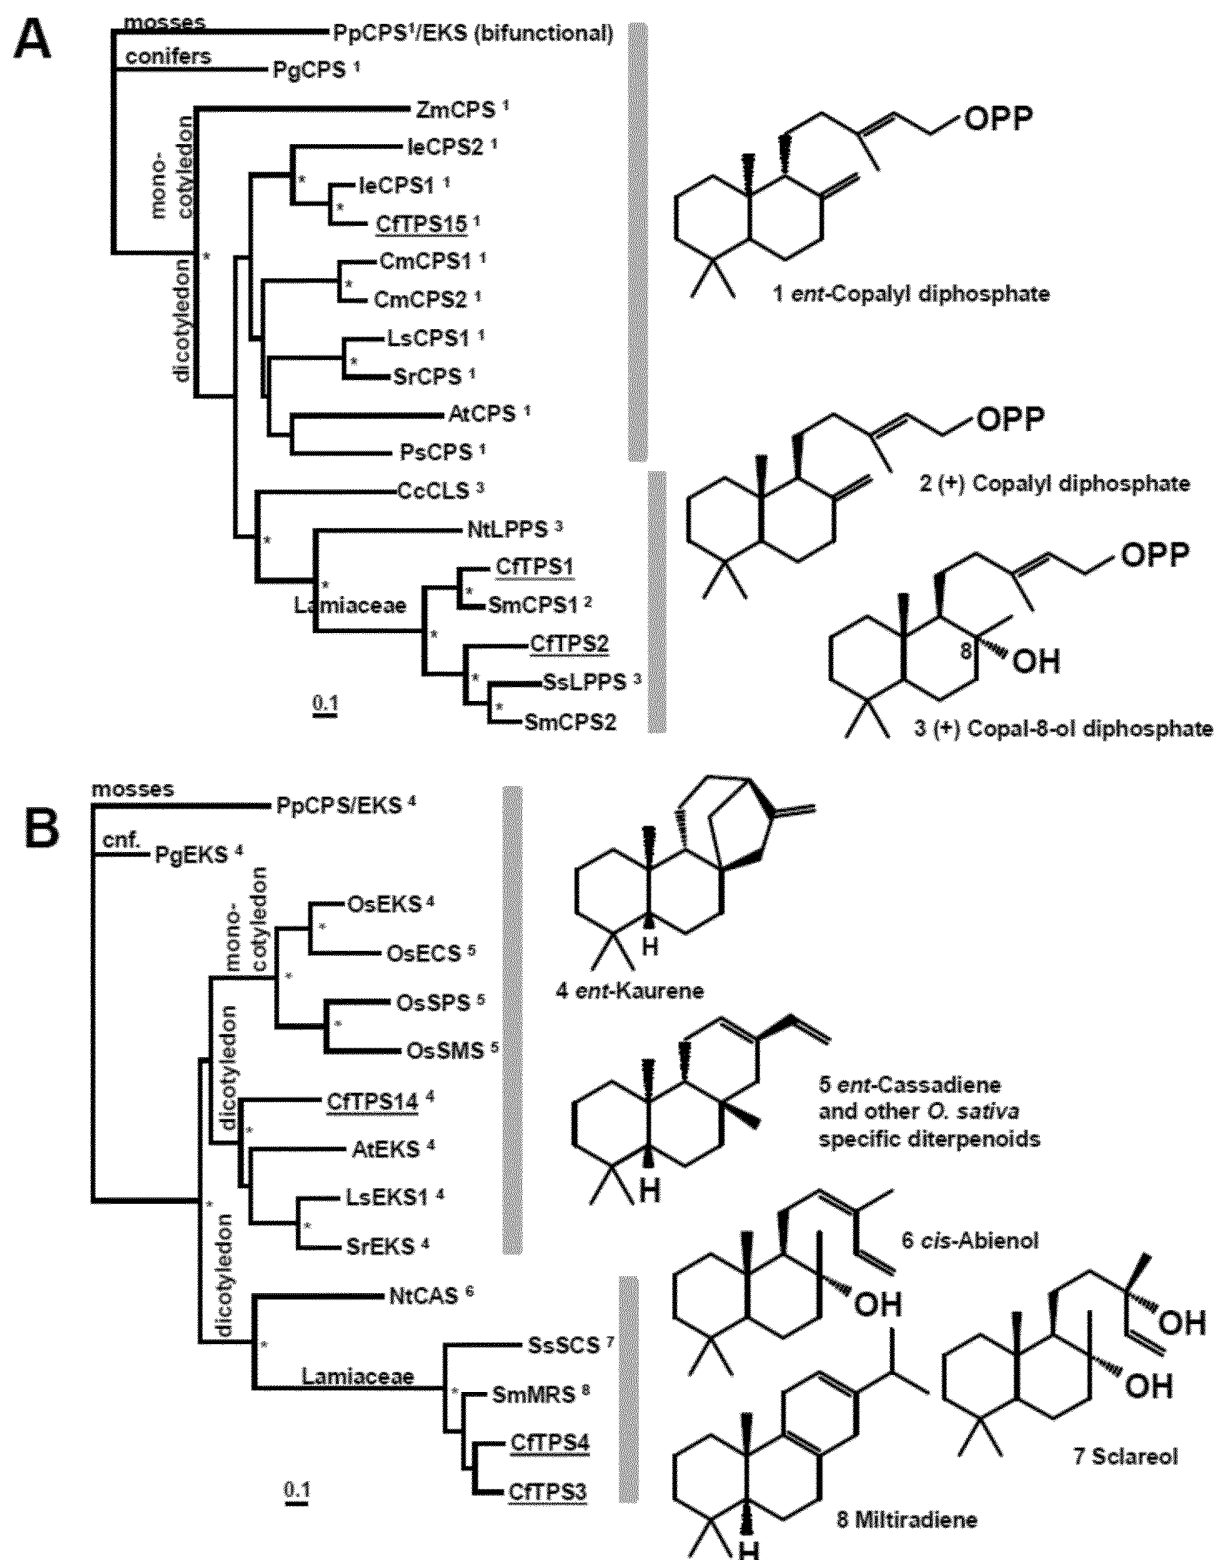 A
mosses
PpCPS¹/EKS (bifunctional)
conifers
PgCPS ¹
ZmCPS ¹
mono-
cotyledon
IeCPS2 ¹
IeCPS1 ¹
CfTPS15 ¹
*
*
*
dicotyledon
CmCPS1 ¹
CmCPS2 ¹
*
LsCPS1 ¹
SrCPS ¹
*
AtCPS ¹
PsCPS ¹
CcCLS ³
NtLPPS ³
*
CfTPS1
*
Lamiaceae
SmCPS1 ²
*
*
CfTPS2
SsLPPS ³
*
SmCPS2
*
0.1
OPP
1 ent-Copalyl diphosphate
OPP
2 (+) Copalyl diphosphate
OPP
8
OH
3 (+) Copal-8-ol diphosphate
B
mosses
PpCPS/EKS ⁴
cnf.
PgEKS ⁴
mono-
cotyledon
OsEKS ⁴
*
OsECS ⁵
*
OsSPS ⁵
*
OsSMS ⁵
dicotyledon
CfTPS14 ⁴
*
AtEKS ⁴
LsEKS1 ⁴
*
*
SrEKS ⁴
dicotyledon
NtCAS ⁶
*
SsSCS ⁷
Lamiaceae
*
SmMRS ⁸
CfTPS4
CfTPS3
0.1
H
4 ent-Kaurene
H
5 ent-Cassadiene
and other O. sativa
specific diterpenoids
OH
6 cis-Abienol
OH
OH
7 Sclareol
H
8 Miltiradiene